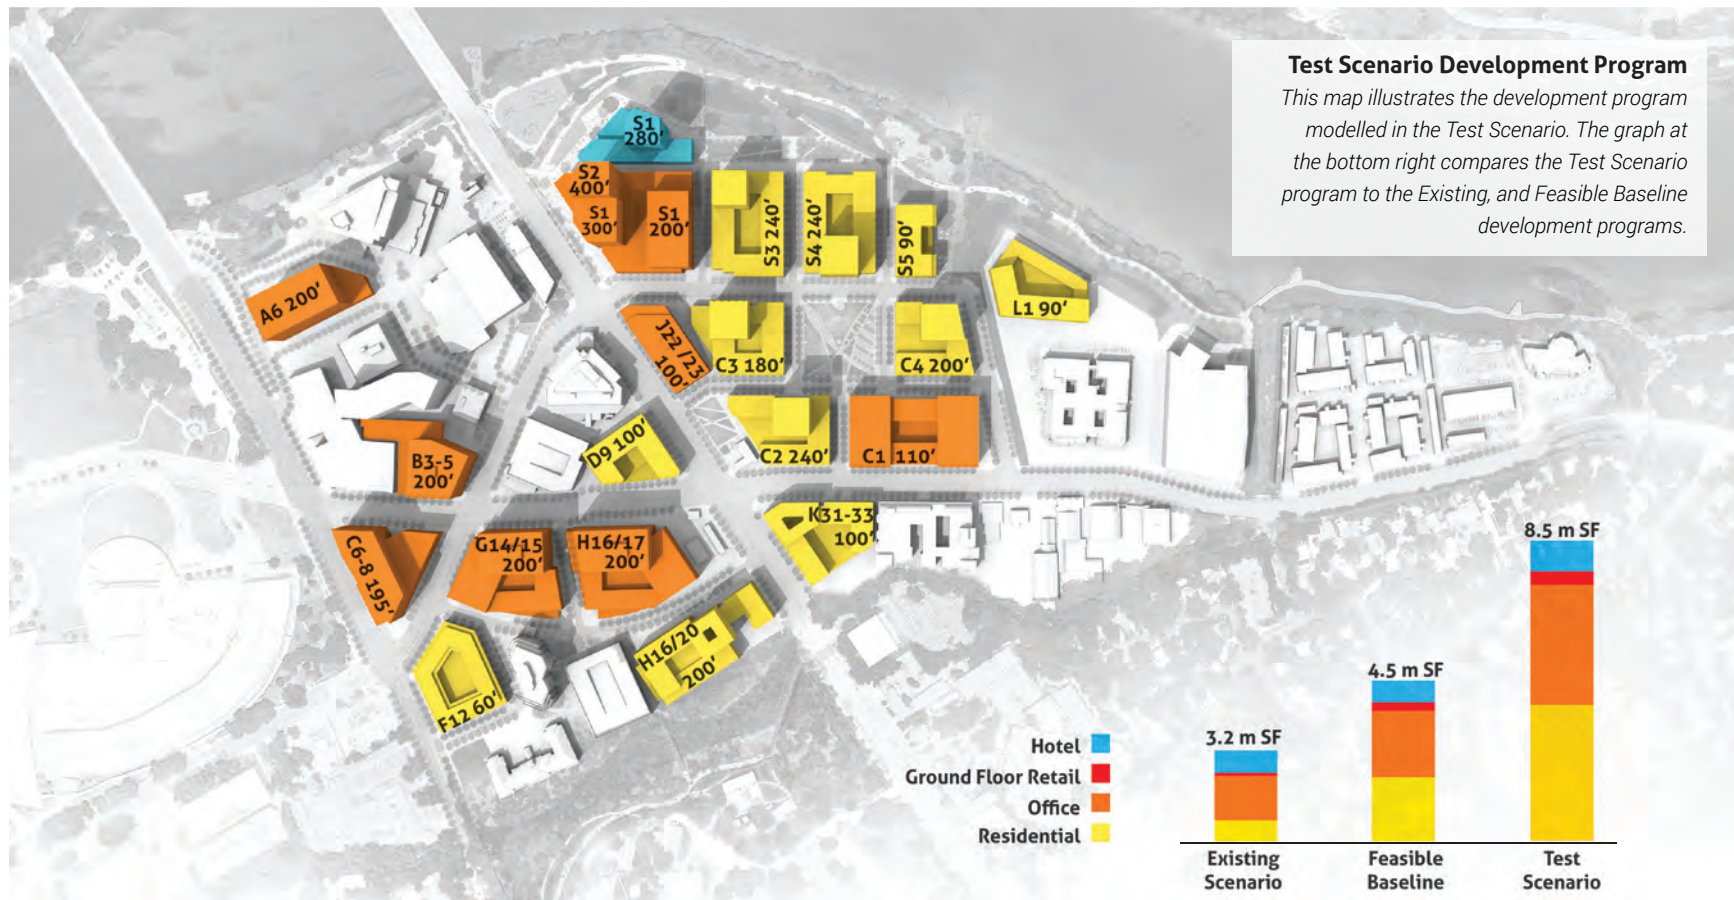 Test Scenario Development Program
This map illustrates the development program
modelled in the Test Scenario. The graph at
the bottom right compares the Test Scenario
program to the Existing, and Feasible Baseline
development programs.
S1
280’
S2
400’
S1
300’
S1
200’
S3 240’
S4 240’
S5 90’
L1 90’
A6 200’
J22 /23
100’
C3 180’
C4 200’
B3-5
200’
D9 100’
C2 240’
C1 110’
C6-8 195’
G14/15
200’
H16/17
200’
K31-33
100’
F12 60’
H16/20
200’
8.5 m SF
4.5 m SF
3.2 m SF
Hotel
Ground Floor Retail
Office
Residential
Existing
Scenario
Feasible
Baseline
Test
Scenario